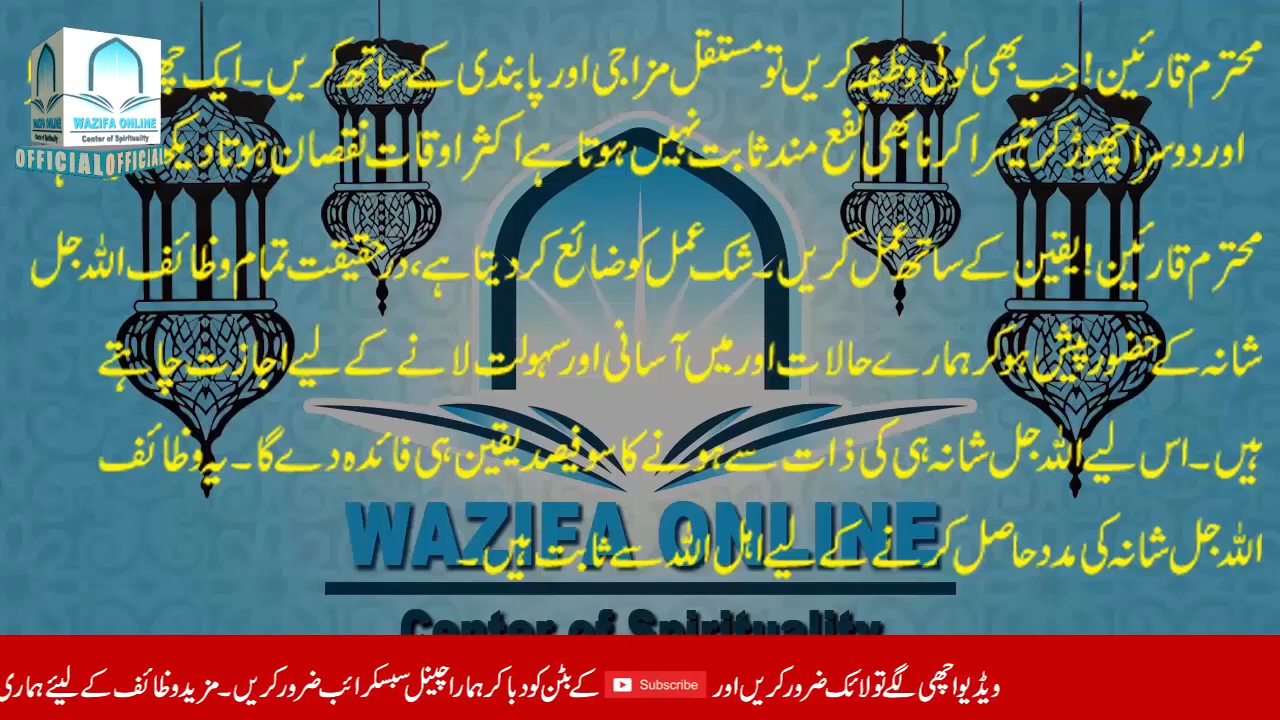 محترم قارئین! جب بھی کوئی وظیفہ کریں تو مستقل مزاجی اور پابندی کے ساتھ کریں۔ ایک
اور دوسرا چھوڑ کر تیسرا کرنا بھی نفع مند ثابت نہیں ہوتا ہے اکثر اوقات نقصان ہوتا
محترم قارئین! یقین کے ساتھ عمل کریں۔ شک عمل کو ضائع کر دیتا ہے، درحقیقت تمام وظائف اللہ جل
شانہ کے حضور پیش ہو کر ہمارے حالات اور میں آسانی اور سہولت لانے کے لیے اجازت چاہتے
ہیں۔ اس لیے اللہ جل شانہ ہی کی ذات سے ہونے کا سو فیصد یقین ہی فائدہ دے گا۔ یہ وظائف
اللہ جل شانہ کی مدد حاصل کرنے کے لیے اہل اللہ سے ثابت ہیں۔
WAZIFA ONLINE
Center of Spirituality
WAZIFA ONLINE
Center of Spirituality
OFFICIAL OFFICIAL
ویڈیو اچھی لگے تو لائک ضرور کریں اور Subscribe کے بٹن کو دبا کر ہمارا چینل سبسکرائب ضرور کریں۔ مزید وظائف کے لیئے ہماری